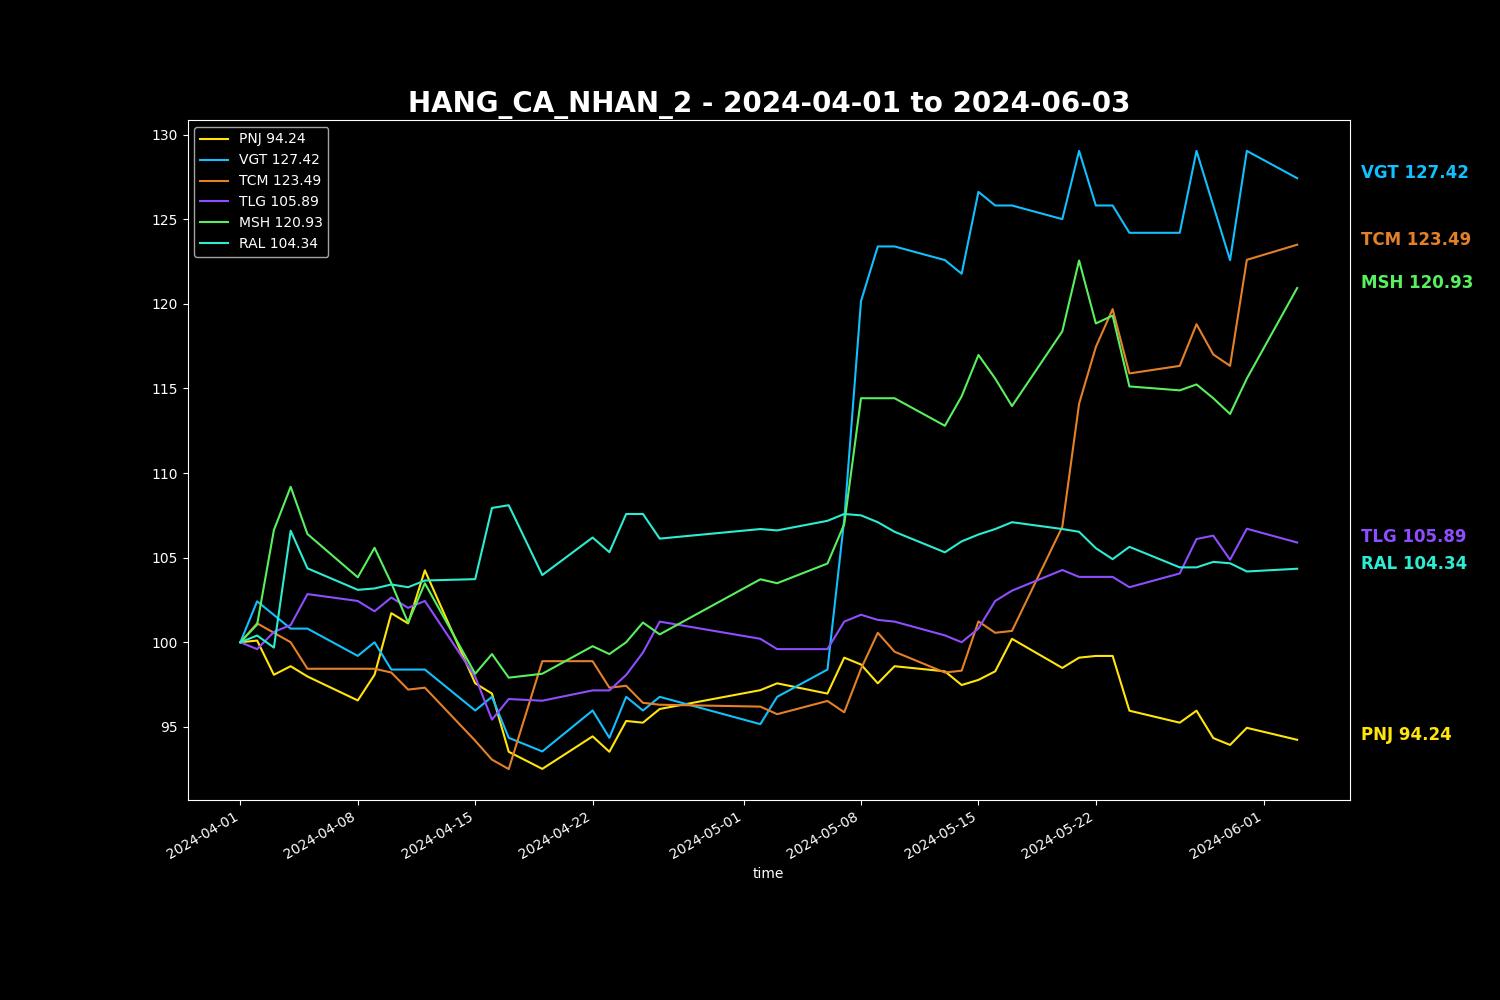 HANG_CA_NHAN_2 - 2024-04-01 to 2024-06-03
PNJ 94.24
VGT 127.42
TCM 123.49
TLG 105.89
MSH 120.93
RAL 104.34
130
125
120
115
110
105
100
95
VGT 127.42
TCM 123.49
MSH 120.93
TLG 105.89
RAL 104.34
PNJ 94.24
2024-04-01
2024-04-08
2024-04-15
2024-04-22
2024-05-01
2024-05-08
2024-05-15
2024-05-22
2024-06-01
time